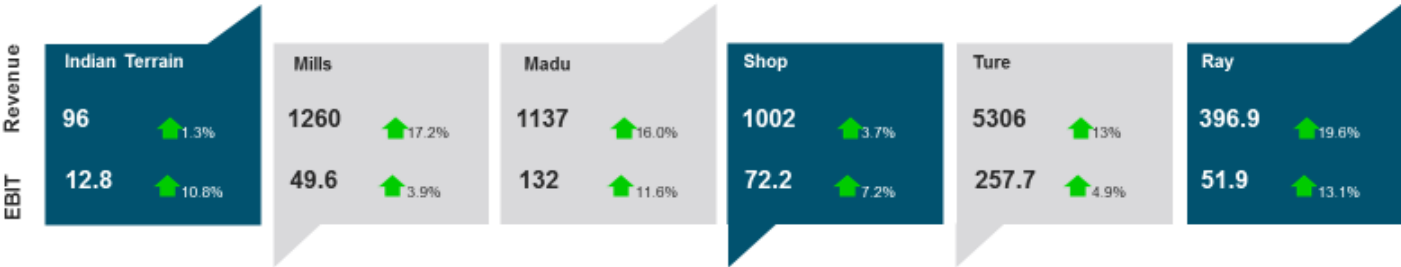 Revenue
EBIT
Indian Terrain
96 1.3%
12.8 10.8%
Mills
1260 17.2%
49.6 3.9%
Madu
1137 16.0%
132 11.6%
Shop
1002 3.7%
72.2 7.2%
Ture
5306 13%
257.7 4.9%
Ray
396.9 19.6%
51.9 13.1%